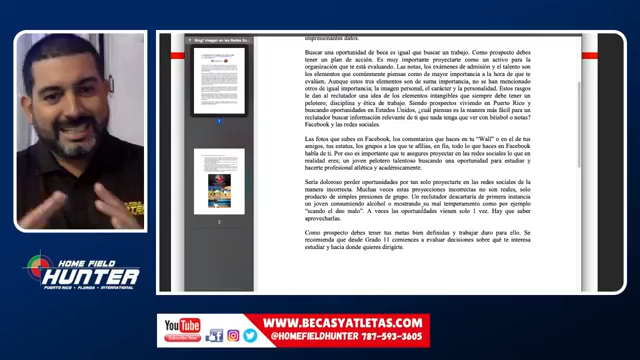 Blog7 Imagen en las Redes Soc
impresionantes datos.
Buscar una oportunidad de beca es igual que buscar un trabajo. Como prospecto debes
tener un plan de acción. Es muy importante proyectarte como un activo para la
organización que te está evaluando. Las notas, los exámenes de admisión y el talento son
los elementos que comúnmente piensas como de mayor importancia a la hora de que te
evalúen. Aunque estos tres elementos son de suma importancia, no se han mencionado
otros de igual importancia; la imagen personal, el carácter y la personalidad. Estos rasgos
le dan al reclutador una idea de los elementos intangibles que siempre debe tener un
pelotero; disciplina y ética de trabajo. Siendo prospectos viviendo en Puerto Rico y
buscando oportunidades en Estados Unidos, ¿cuál piensas es la manera más fácil para un
reclutador buscar información relevante de ti que nada tenga que ver con béisbol o notas?
Facebook y las redes sociales.
Las fotos que subes en Facebook, los comentarios que haces en tu "Wall" o en el de tus
amigos, tus estatus, los grupos a los que te afilias, en fin, todo lo que haces en Facebook
habla de ti. Por eso es importante que te asegures proyectar en las redes sociales lo que en
realidad eres; un joven pelotero talentoso buscando una oportunidad para estudiar y
hacerte profesional atlética y académicamente.
Sería doloroso perder oportunidades por tan solo proyectarte en las redes sociales de la
manera incorrecta. Muchas veces estas proyecciones incorrectas no son reales, solo
producto de simples presiones de grupo. Un reclutador descartaría de primera instancia
un joven consumiendo alcohol o mostrando su mal temperamento como por ejemplo
"scando el deo malo". A veces las oportunidades vienen solo 1 vez. Hay que saber
aprovecharlas.
Como prospecto debes tener tus metas bien definidas y trabajar duro para ello. Se
recomienda que desde Grado 11 comiences a evaluar decisiones sobre qué te interesa
estudiar y hacia donde quieres dirigirte.
HOME FIELD
HUNTER
PUERTO RICO • FLORIDA • INTERNATIONAL
YouTube
WWW.BECASYATLETAS.COM
@HOMEFIELDHUNTER 787-593-3605